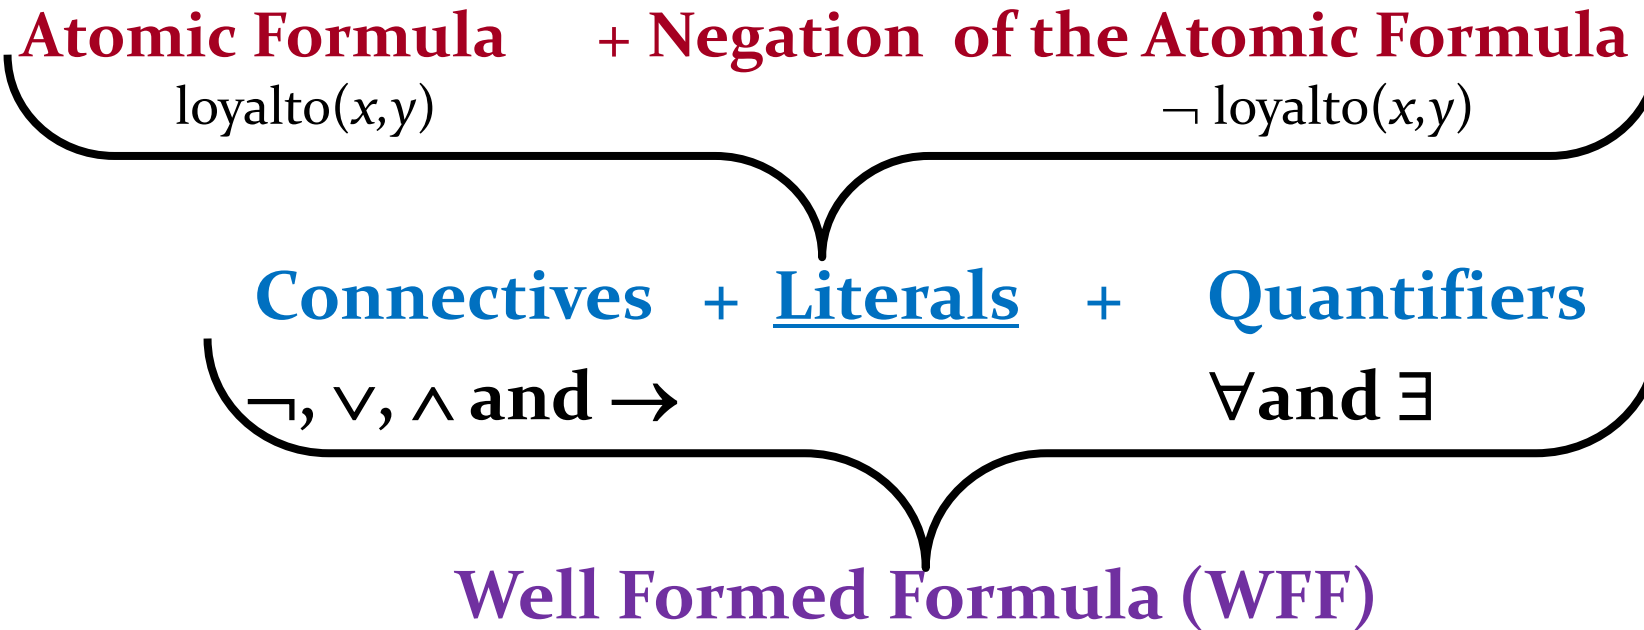 Atomic Formula + Negation of the Atomic Formula
loyalto(x,y) ¬ loyalto(x,y)
Connectives + Literals + Quantifiers
¬, ∨, ∧ and → ∀and ∃
Well Formed Formula (WFF)